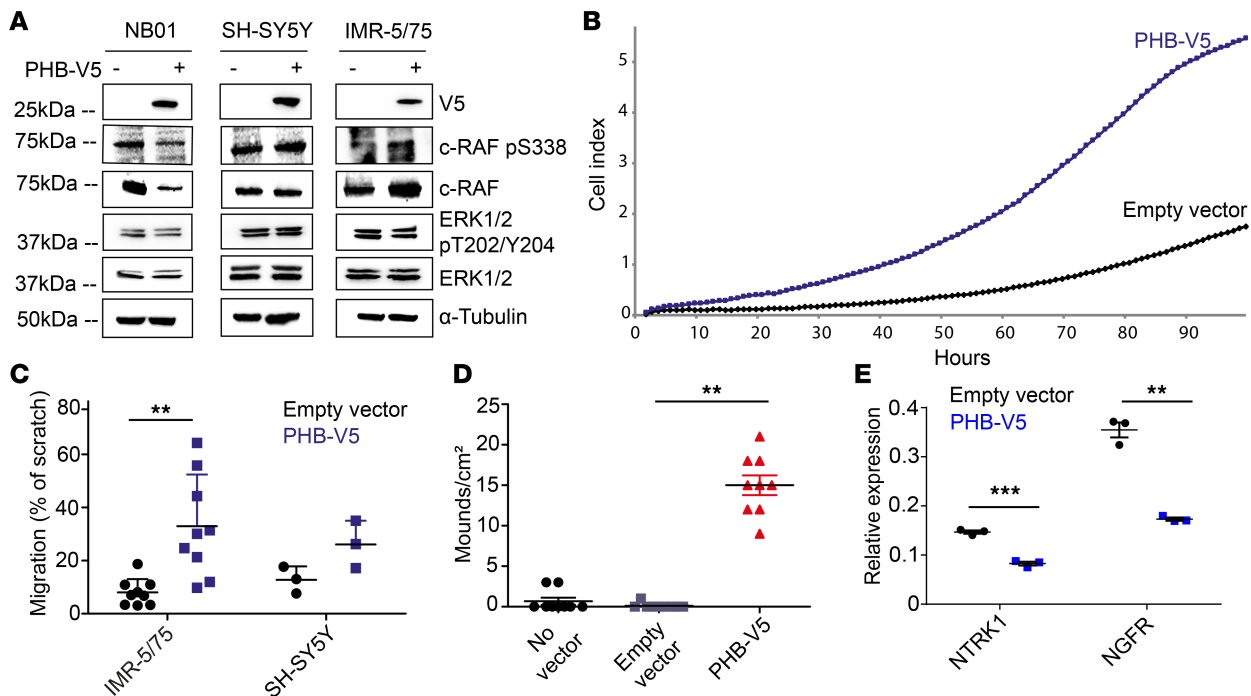 A
NB01 SH-SY5Y IMR-5/75
PHB-V5 - + - + - +
25kDa -- V5
75kDa -- c-RAF pS338
75kDa -- c-RAF
37kDa -- ERK1/2
pT202/Y204
37kDa -- ERK1/2
50kDa -- α-Tubulin
B
Cell index
5
4
3
2
1
0
PHB-V5
Empty vector
10 20 30 40 50 60 70 80 90
0
Hours
C
Migration (% of scratch)
80
60
40
20
0
**
Empty vector
PHB-V5
IMR-5/75
SH-SY5Y
D
Mounds/cm²
25
20
15
10
5
0
**
No vector
Empty vector
PHB-V5
E
Relative expression
0.4
0.3
0.2
0.1
0
Empty vector
PHB-V5
***
**
NTRK1
NGFR